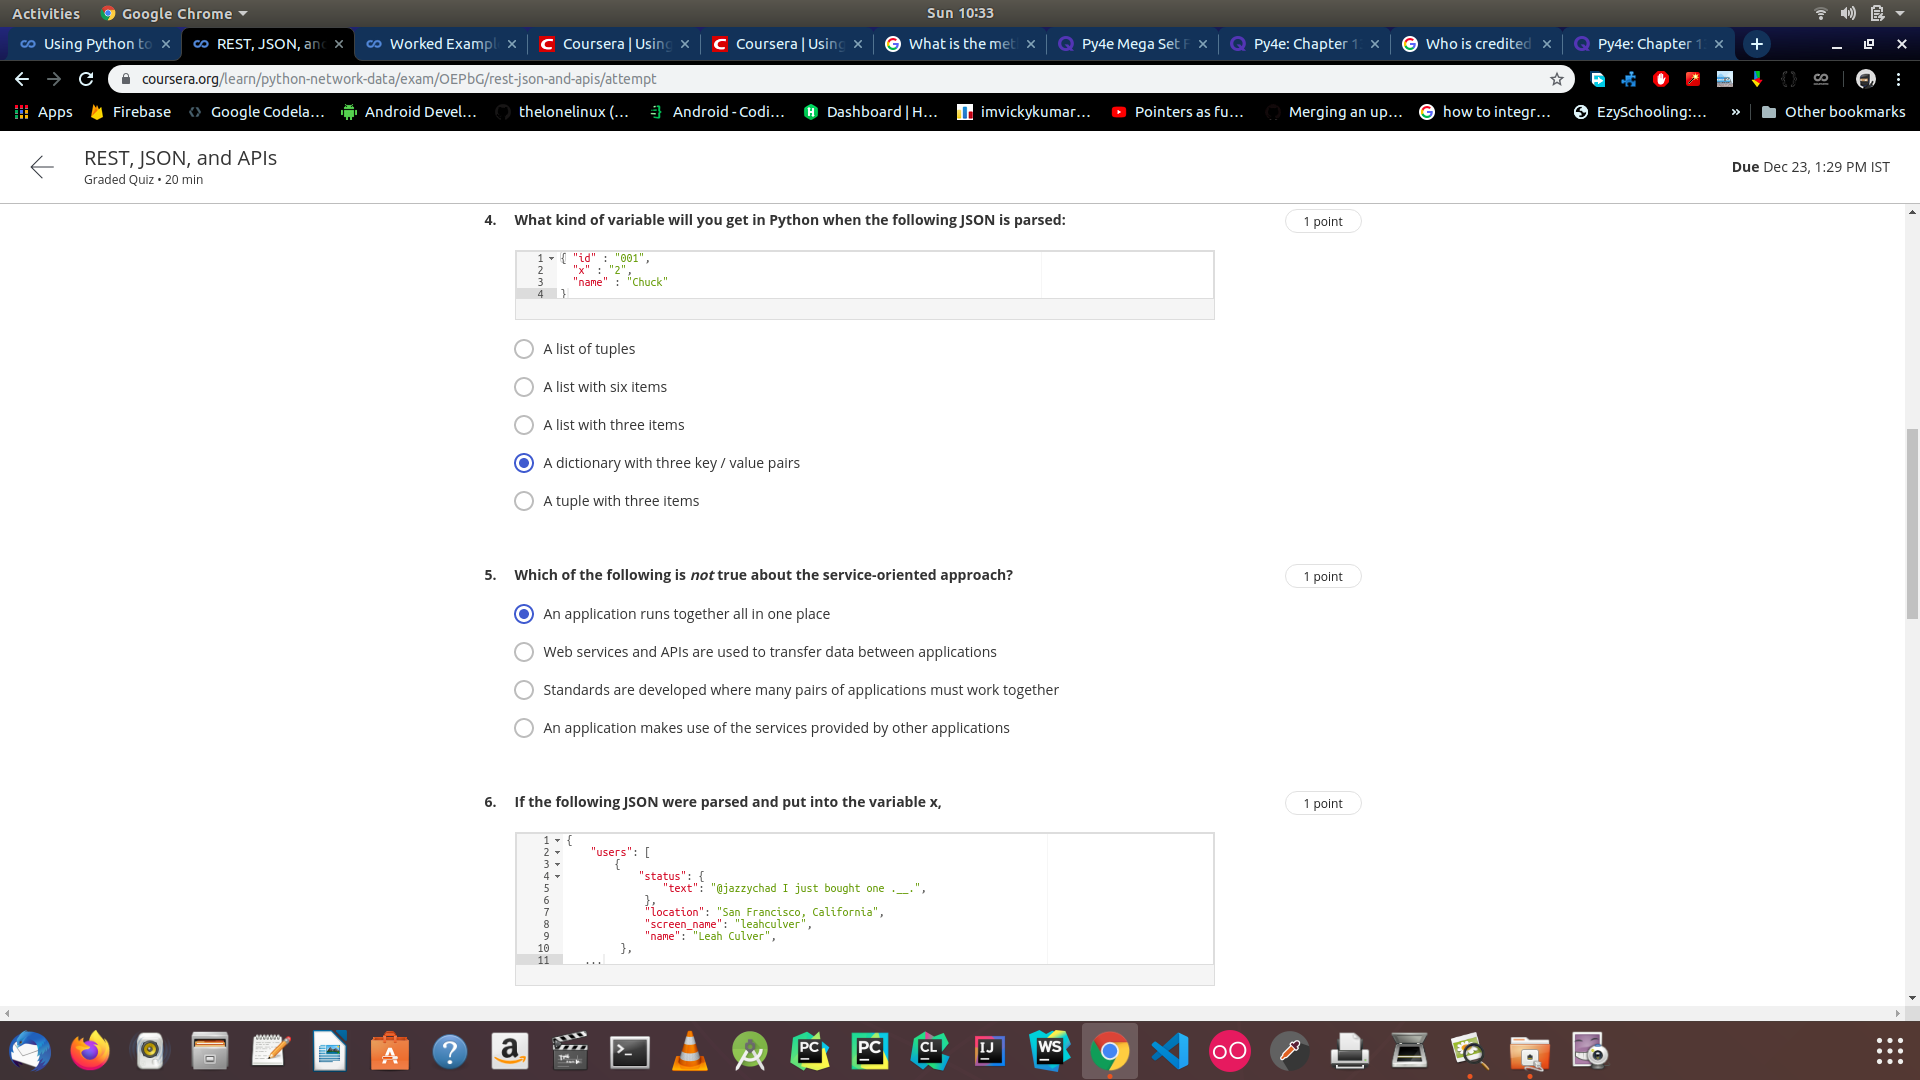 Activities
Google Chrome
Sun 10:33
Using Python to
REST, JSON, an
Worked Exampl
Coursera | Using
Coursera | Using
What is the me
Py4e Mega Set
Py4e: Chapter 1
Who is credited
Py4e: Chapter 1
coursera.org/learn/python-network-data/exam/OEPbG/rest-json-and-apis/attempt
Apps
Firebase
Google Codela...
Android Devel...
thelonelinux (...
Android - Codi...
Dashboard | H...
imvickykumar...
Pointers as fu...
Merging an up...
how to integr...
EzySchooling:...
»
Other bookmarks
REST, JSON, and APIs
Graded Quiz • 20 min
Due Dec 23, 1:29 PM IST
4. What kind of variable will you get in Python when the following JSON is parsed:
1 point
1 { "id" : "001",
2 "x" : "2",
3 "name" : "Chuck"
4 }
A list of tuples
A list with six items
A list with three items
A dictionary with three key / value pairs
A tuple with three items
5. Which of the following is not true about the service-oriented approach?
1 point
An application runs together all in one place
Web services and APIs are used to transfer data between applications
Standards are developed where many pairs of applications must work together
An application makes use of the services provided by other applications
6. If the following JSON were parsed and put into the variable x,
1 point
1 {
2 "users": [
3 {
4 "status": {
5 "text": "@jazzychad I just bought one .__.",
6 },
7 "location": "San Francisco, California",
8 "screen_name": "leahculver",
9 "name": "Leah Culver",
10 },
11 ...